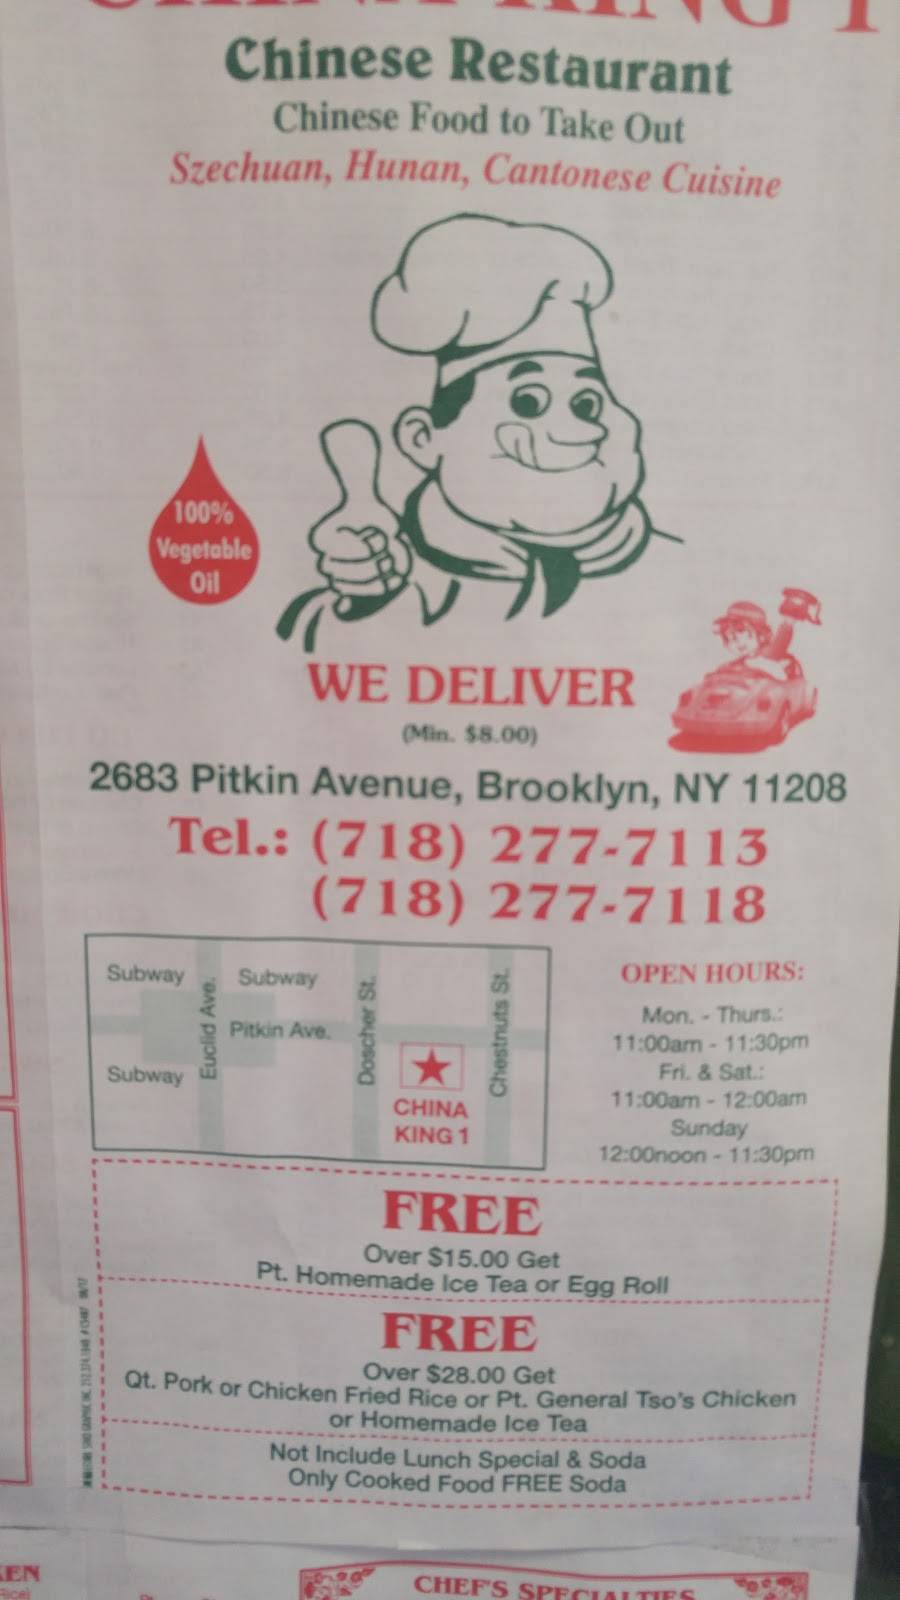 CHINA KING 1
Chinese Restaurant
Chinese Food to Take Out
Szechuan, Hunan, Cantonese Cuisine
100%
Vegetable
Oil
WE DELIVER
(Min. $8.00)
2683 Pitkin Avenue, Brooklyn, NY 11208
Tel.: (718) 277-7113
(718) 277-7118
Subway
Euclid Ave.
Subway
Pitkin Ave.
Subway
Doscher St.
Chestnuts St.
CHINA
KING 1
OPEN HOURS:
Mon. - Thurs.:
11:00am - 11:30pm
Fri. & Sat.:
11:00am - 12:00am
Sunday
12:00noon - 11:30pm
FREE
Over $15.00 Get
Pt. Homemade Ice Tea or Egg Roll
FREE
Over $28.00 Get
Qt. Pork or Chicken Fried Rice or Pt. General Tso's Chicken
or Homemade Ice Tea
Not Include Lunch Special & Soda
Only Cooked Food FREE Soda
CHEF'S SPECIALTIES